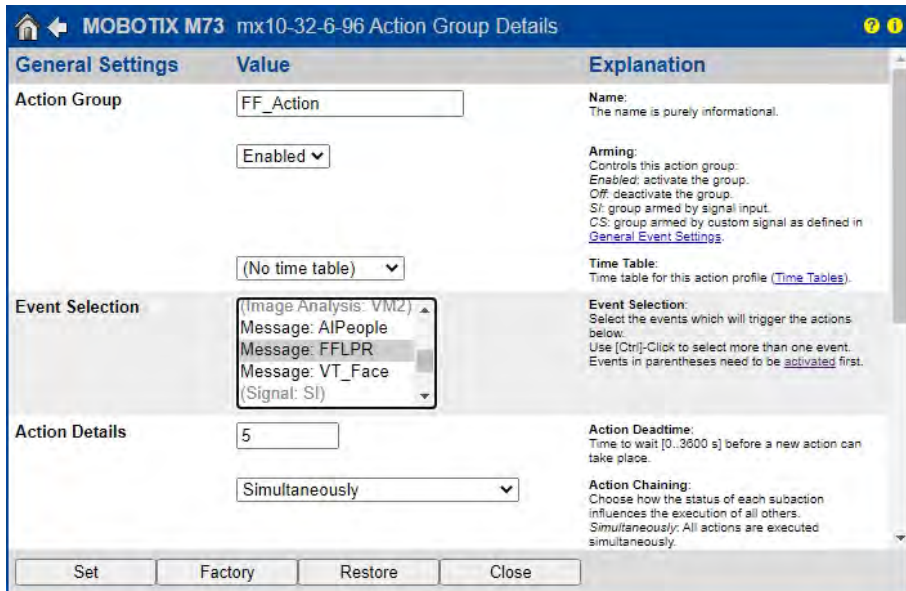 MOBOTIX M73 mx10-32-6-96 Action Group Details
General Settings Value Explanation
Action Group
FF_Action
Name:
The name is purely informational.
Enabled
Arming:
Controls this action group:
Enabled: activate the group.
Off: deactivate the group.
SI: group armed by signal input.
CS: group armed by custom signal as defined in
General Event Settings.
(No time table)
Time Table:
Time table for this action profile (Time Tables).
Event Selection
(Image Analysis: VM2)
Message: AIPeople
Message: FFLPR
Message: VT_Face
(Signal: SI)
Event Selection:
Select the events which will trigger the actions
below.
Use [Ctrl]-Click to select more than one event.
Events in parentheses need to be activated first.
Action Details
5
Action Deadtime:
Time to wait [0..3600 s] before a new action can
take place.
Simultaneously
Action Chaining:
Choose how the status of each subaction
influences the execution of all others.
Simultaneously: All actions are executed
simultaneously.
Set Factory Restore Close